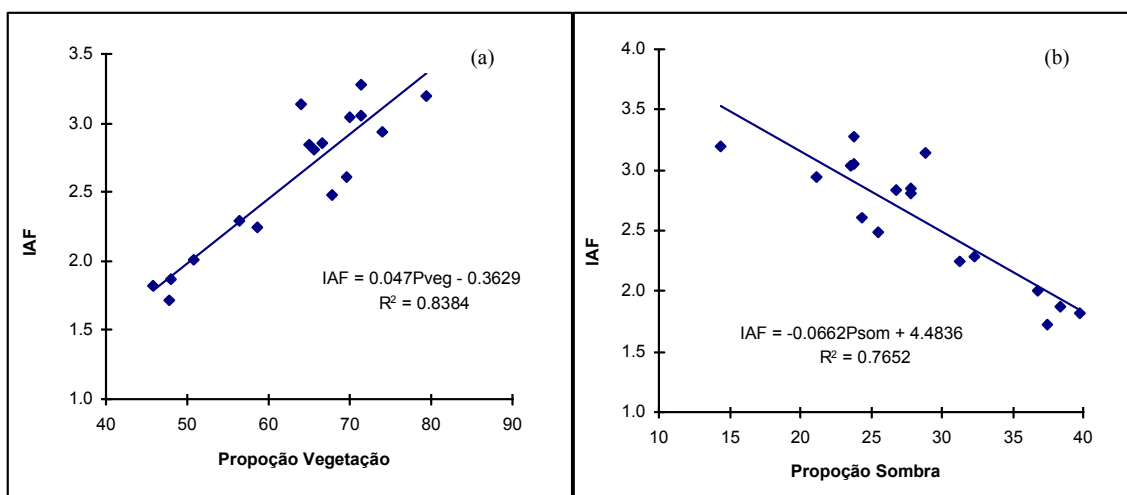 (a)
3.5
3.0
2.5
2.0
1.5
1.0
IAF
IAF = 0.047Pveg - 0.3629
R² = 0.8384
40 50 60 70 80 90
Propoção Vegetação
(b)
4.0
3.5
3.0
2.5
2.0
1.5
1.0
IAF
IAF = -0.0662Psom + 4.4836
R² = 0.7652
10 15 20 25 30 35 40
Propoção Sombra